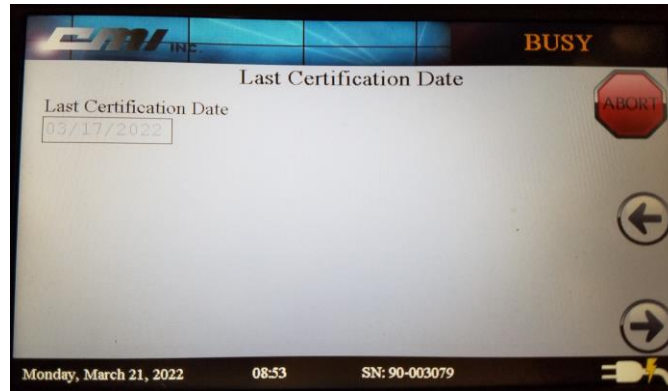 CMI INC.
BUSY
Last Certification Date
ABORT
Last Certification Date
03/17/2022
Monday, March 21, 2022 08:53 SN: 90-003079